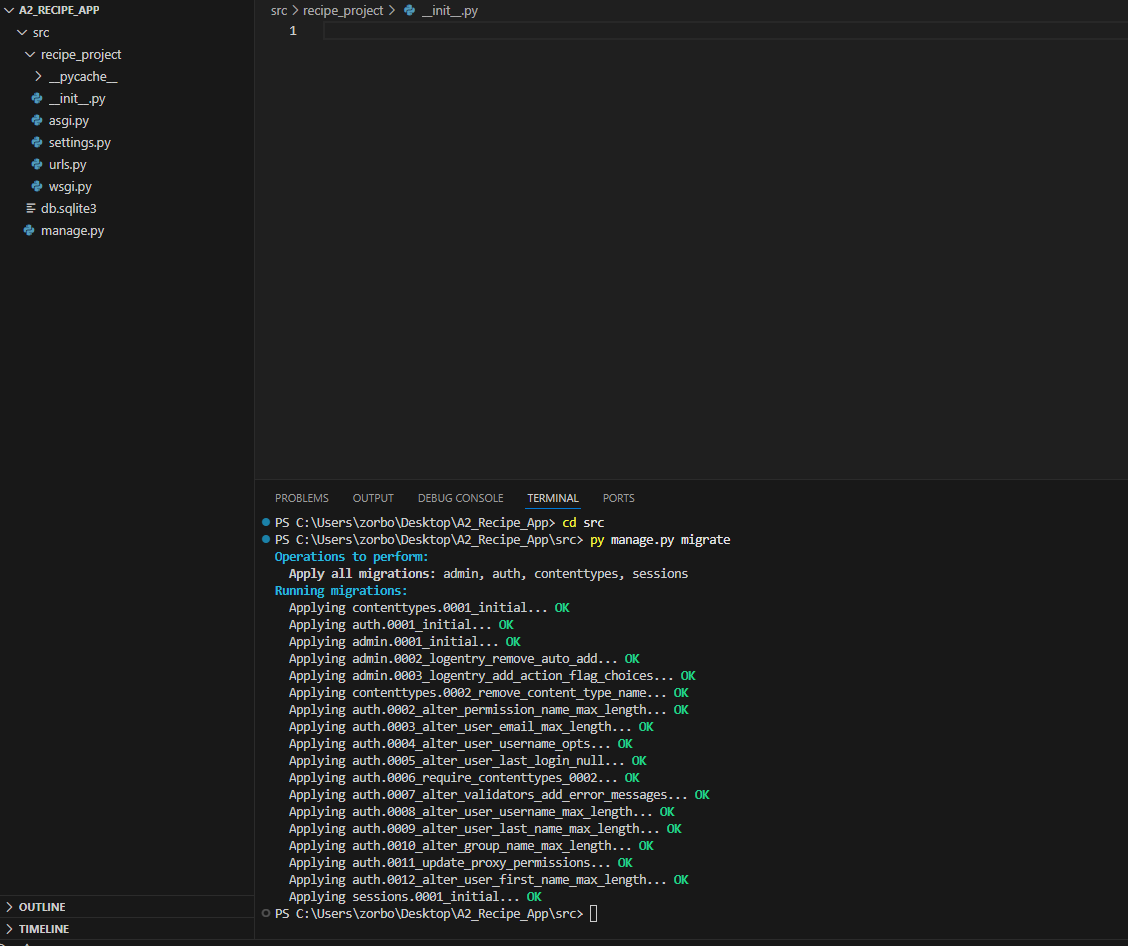 A2_RECIPE_APP
src
recipe_project
__pycache__
__init__.py
asgi.py
settings.py
urls.py
wsgi.py
db.sqlite3
manage.py
OUTLINE
TIMELINE
src > recipe_project > __init__.py
1
PROBLEMS OUTPUT DEBUG CONSOLE TERMINAL PORTS
PS C:\Users\zorbo\Desktop\A2_Recipe_App> cd src
PS C:\Users\zorbo\Desktop\A2_Recipe_App\src> py manage.py migrate
Operations to perform:
Apply all migrations: admin, auth, contenttypes, sessions
Running migrations:
Applying contenttypes.0001_initial... OK
Applying auth.0001_initial... OK
Applying admin.0001_initial... OK
Applying admin.0002_logentry_remove_auto_add... OK
Applying admin.0003_logentry_add_action_flag_choices... OK
Applying contenttypes.0002_remove_content_type_name... OK
Applying auth.0002_alter_permission_name_max_length... OK
Applying auth.0003_alter_user_email_max_length... OK
Applying auth.0004_alter_user_username_opts... OK
Applying auth.0005_alter_user_last_login_null... OK
Applying auth.0006_require_contenttypes_0002... OK
Applying auth.0007_alter_validators_add_error_messages... OK
Applying auth.0008_alter_user_username_max_length... OK
Applying auth.0009_alter_user_last_name_max_length... OK
Applying auth.0010_alter_group_name_max_length... OK
Applying auth.0011_update_proxy_permissions... OK
Applying auth.0012_alter_user_first_name_max_length... OK
Applying sessions.0001_initial... OK
PS C:\Users\zorbo\Desktop\A2_Recipe_App\src>